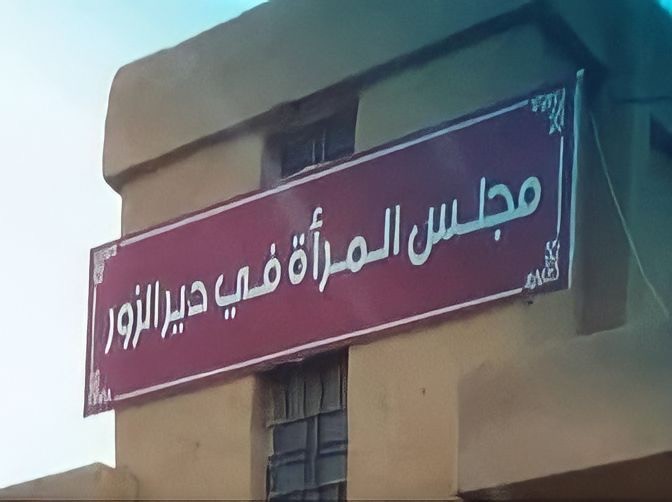 مجلس المرأة في دير الزور